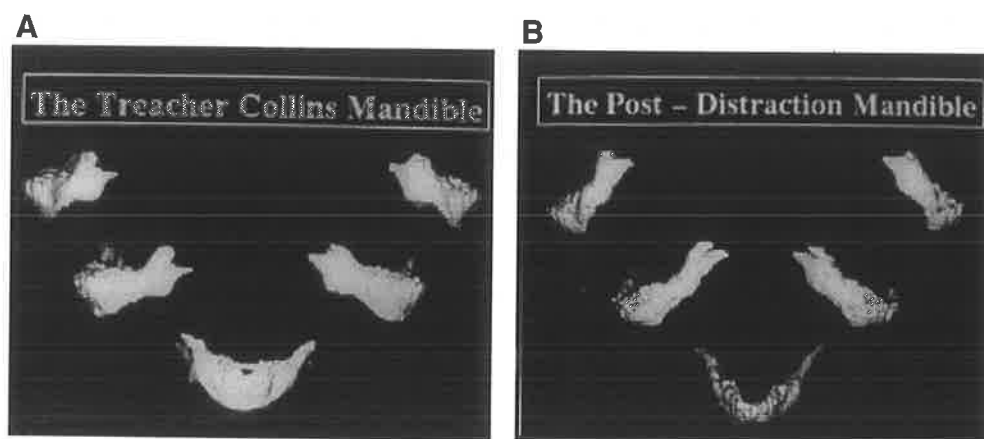 A
B
The Treacher Collins Mandible
The Post – Distraction Mandible